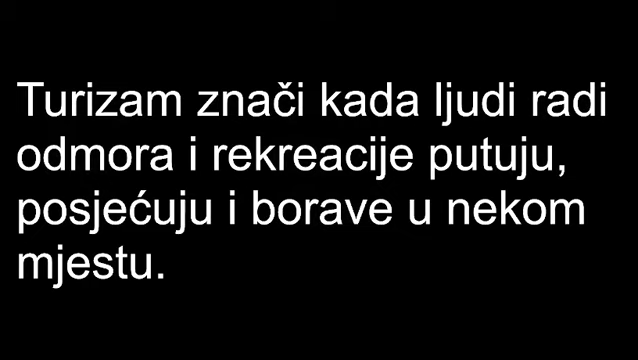 Turizam znači kada ljudi radi
odmora i rekreacije putuju,
posjećuju i borave u nekom
mjestu.